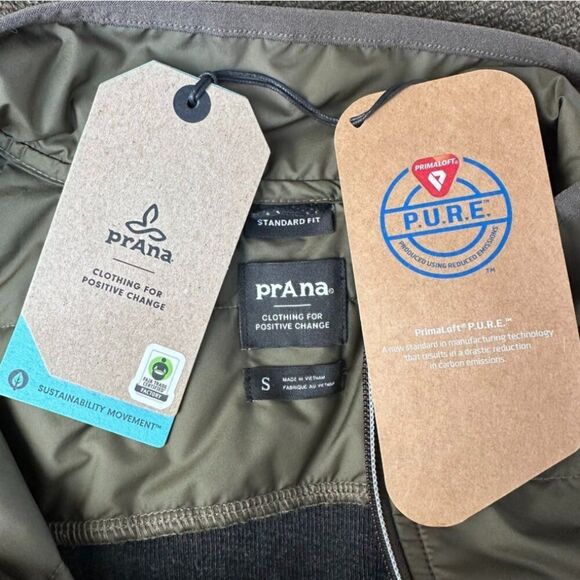 prAna
CLOTHING FOR
POSITIVE CHANGE
FAIR TRADE
CERTIFIED
FACTORY
SUSTAINABILITY MOVEMENT™
STANDARD FIT
prAna®
CLOTHING FOR
POSITIVE CHANGE
S
MADE IN VIETNAM
FABRIQUÉ AU VIETNAM
PRIMALOFT®
P.U.R.E.™
PRODUCED USING REDUCED EMISSIONS
TM
PrimaLoft® P.U.R.E.™
A new standard in manufacturing technology
that results in a drastic reduction
in carbon emissions.